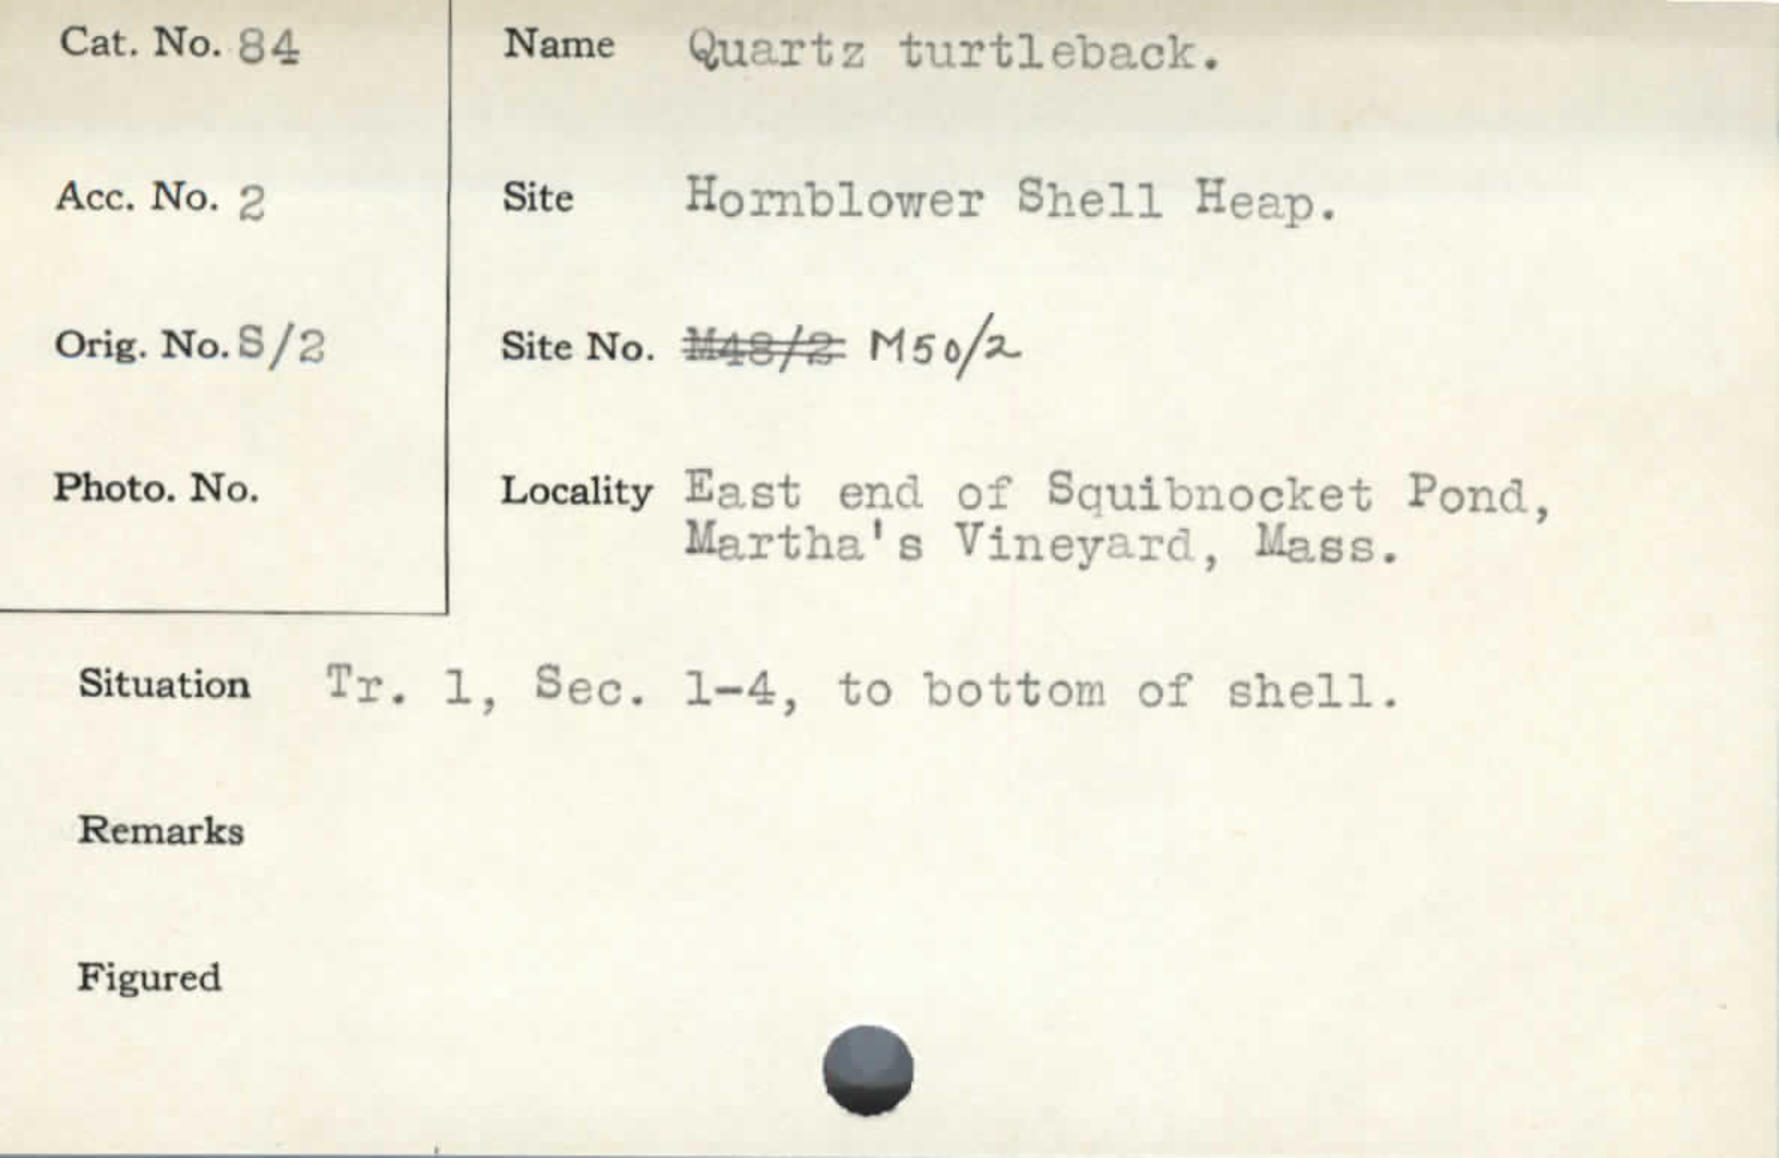 Cat. No. 84
Name Quartz turtleback.
Acc. No. 2
Site Hornblower Shell Heap.
Orig. No. S/2
Site No. M48/2 M50/2
Photo. No.
Locality East end of Squibnocket Pond,
Martha's Vineyard, Mass.
Situation Tr. 1, Sec. 1-4, to bottom of shell.
Remarks
Figured